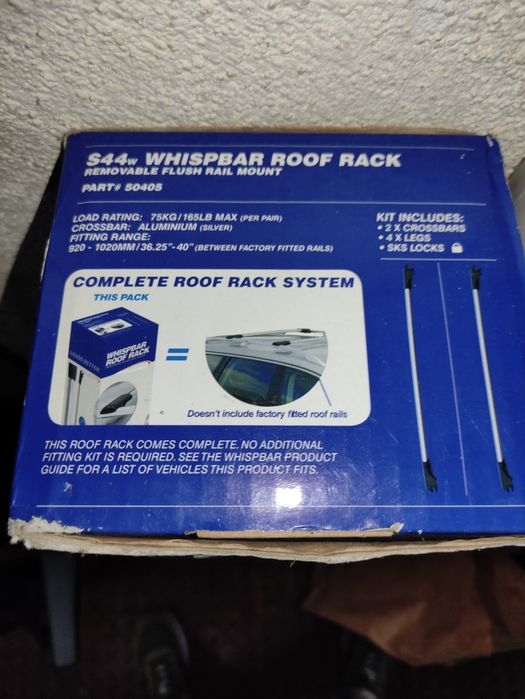 S44w WHISPBAR ROOF RACK
REMOVABLE FLUSH RAIL MOUNT
PART# 50405
LOAD RATING: 75KG/165LB MAX (PER PAIR)
CROSSBAR: ALUMINIUM (SILVER)
FITTING RANGE:
920 - 1020MM/36.25"-40" (BETWEEN FACTORY FITTED RAILS)
KIT INCLUDES:
• 2 X CROSSBARS
• 4 X LEGS
• SKS LOCKS
COMPLETE ROOF RACK SYSTEM
THIS PACK
LOADS BETTER
WHISPBAR
ROOF RACK
=
Doesn't include factory fitted roof rails
THIS ROOF RACK COMES COMPLETE. NO ADDITIONAL
FITTING KIT IS REQUIRED. SEE THE WHISPBAR PRODUCT
GUIDE FOR A LIST OF VEHICLES THIS PRODUCT FITS.